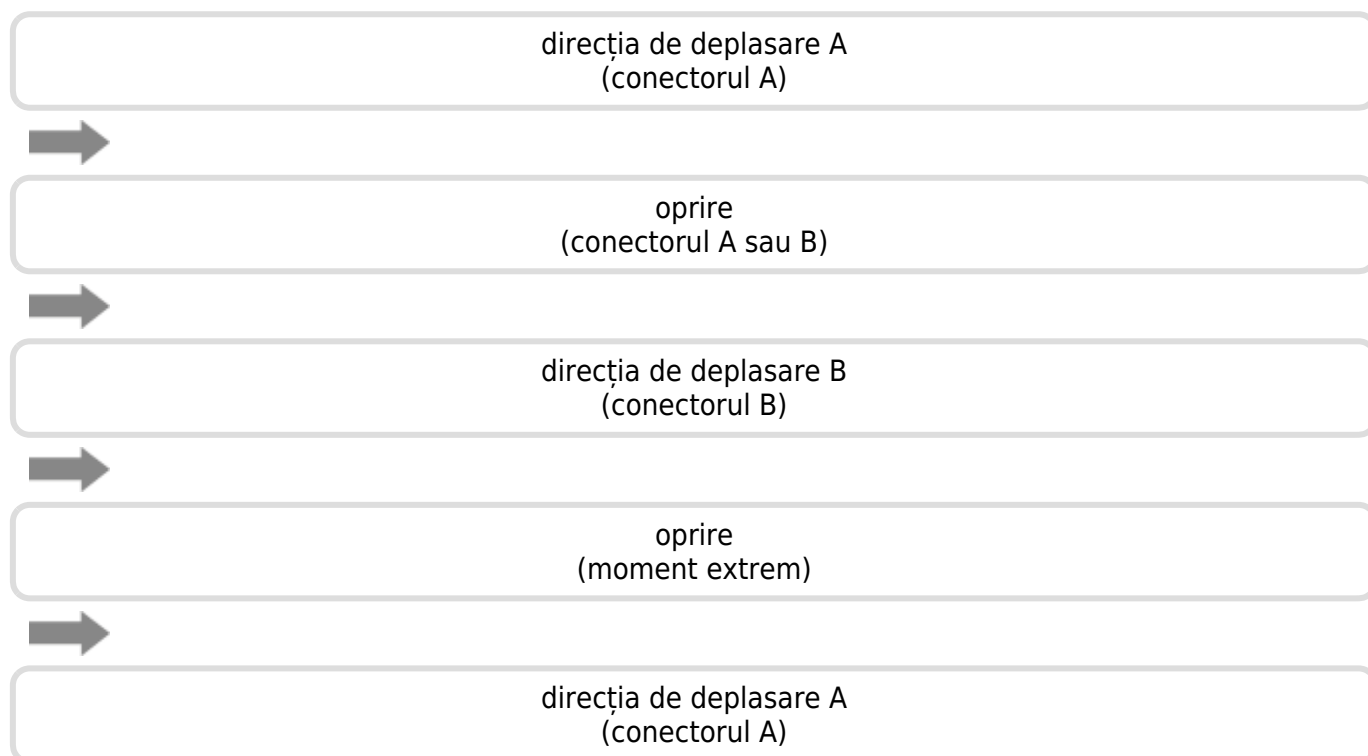 direcția de deplasare A
(conectorul A)
oprire
(conectorul A sau B)
direcția de deplasare B
(conectorul B)
oprire
(moment extrem)
direcția de deplasare A
(conectorul A)